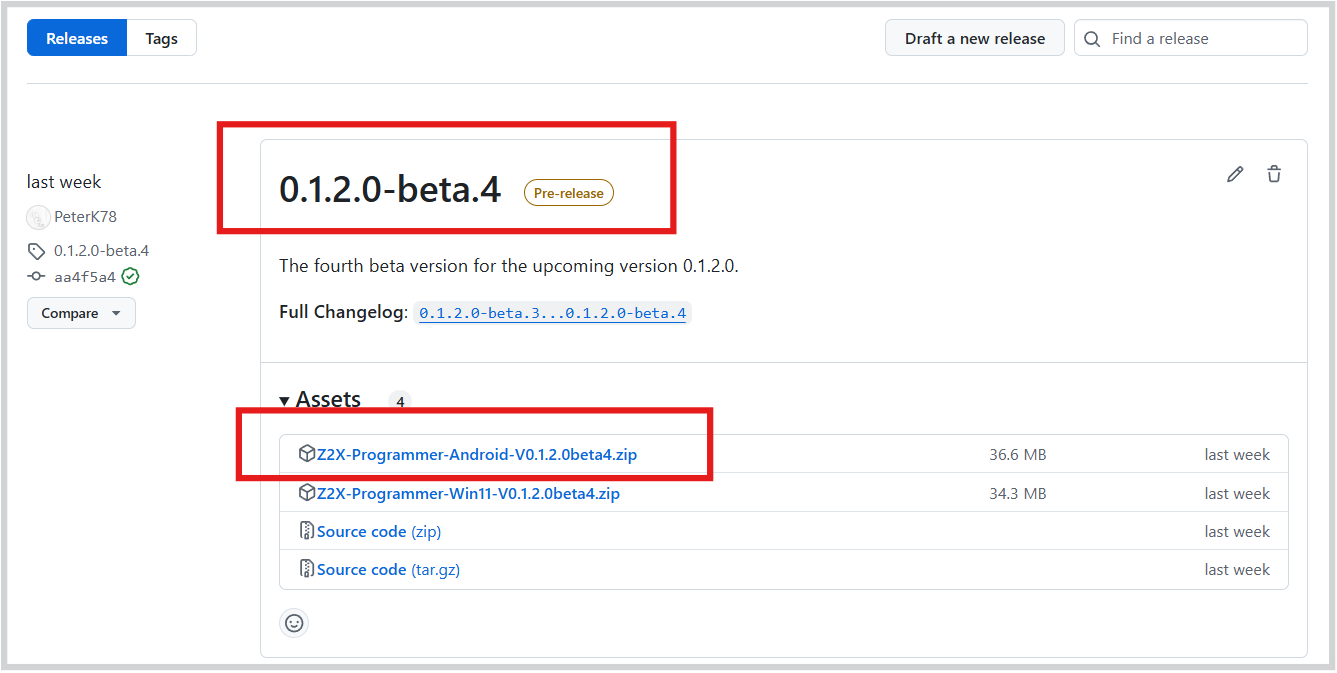 Releases
Tags
Draft a new release
Find a release
last week
PeterK78
0.1.2.0-beta.4
aa4f5a4
Compare
0.1.2.0-beta.4 Pre-release
The fourth beta version for the upcoming version 0.1.2.0.
Full Changelog: 0.1.2.0-beta.3...0.1.2.0-beta.4
Assets 4
Z2X-Programmer-Android-V0.1.2.0beta4.zip 36.6 MB last week
Z2X-Programmer-Win11-V0.1.2.0beta4.zip 34.3 MB last week
Source code (zip) last week
Source code (tar.gz) last week